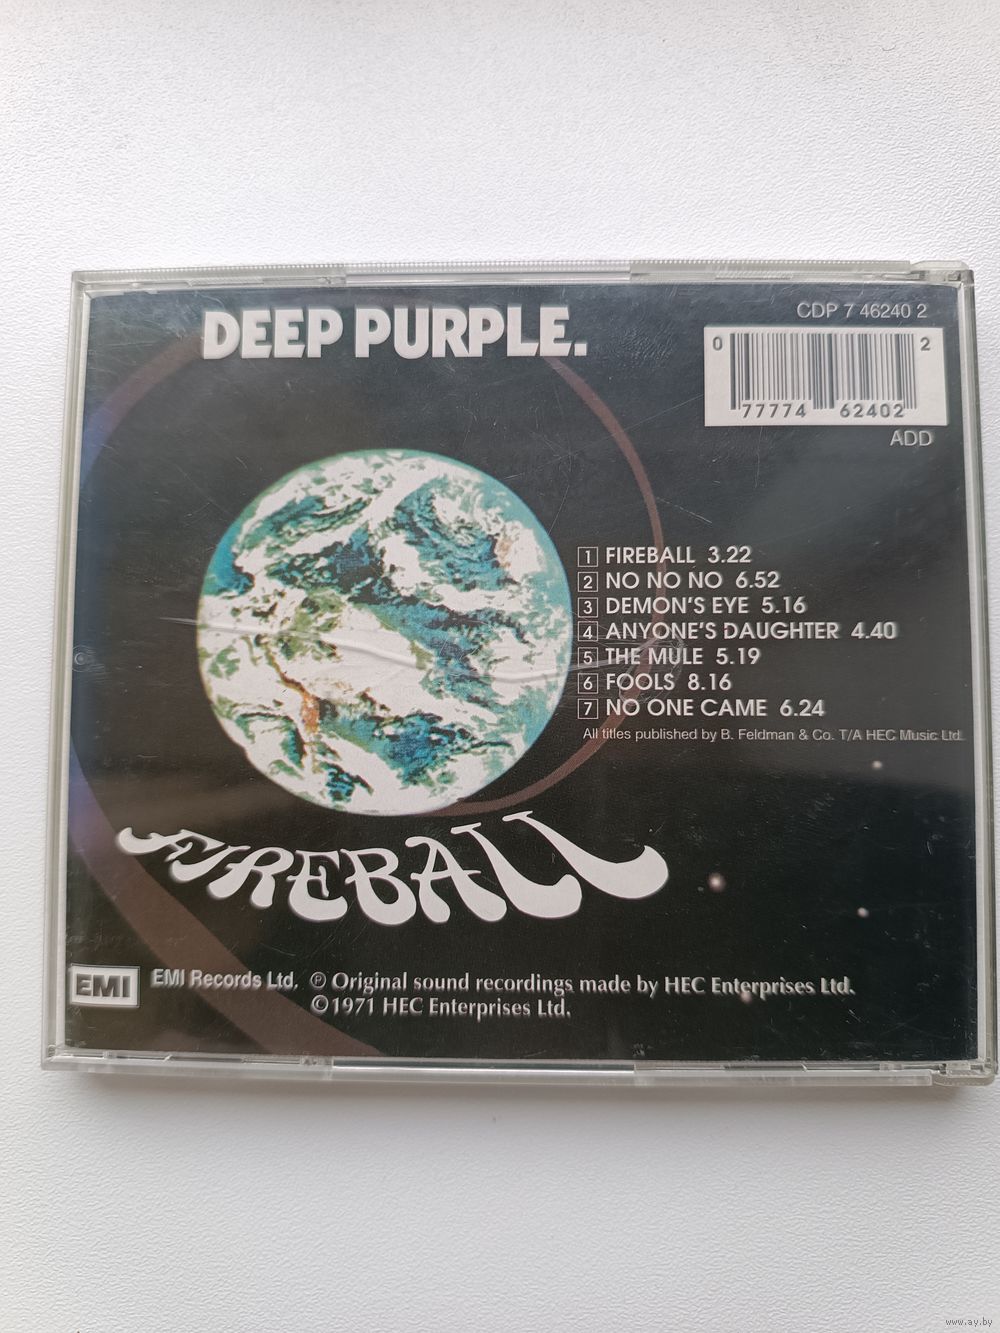 DEEP PURPLE.
CDP 7 46240 2
0 77774 62402 2
ADD
1 FIREBALL 3.22
2 NO NO NO 6.52
3 DEMON'S EYE 5.16
4 ANYONE'S DAUGHTER 4.40
5 THE MULE 5.19
6 FOOLS 8.16
7 NO ONE CAME 6.24
All titles published by B. Feldman & Co. T/A HEC Music Ltd.
FIREBALL
EMI EMI Records Ltd. ℗ Original sound recordings made by HEC Enterprises Ltd.
© 1971 HEC Enterprises Ltd.
www.ay.by